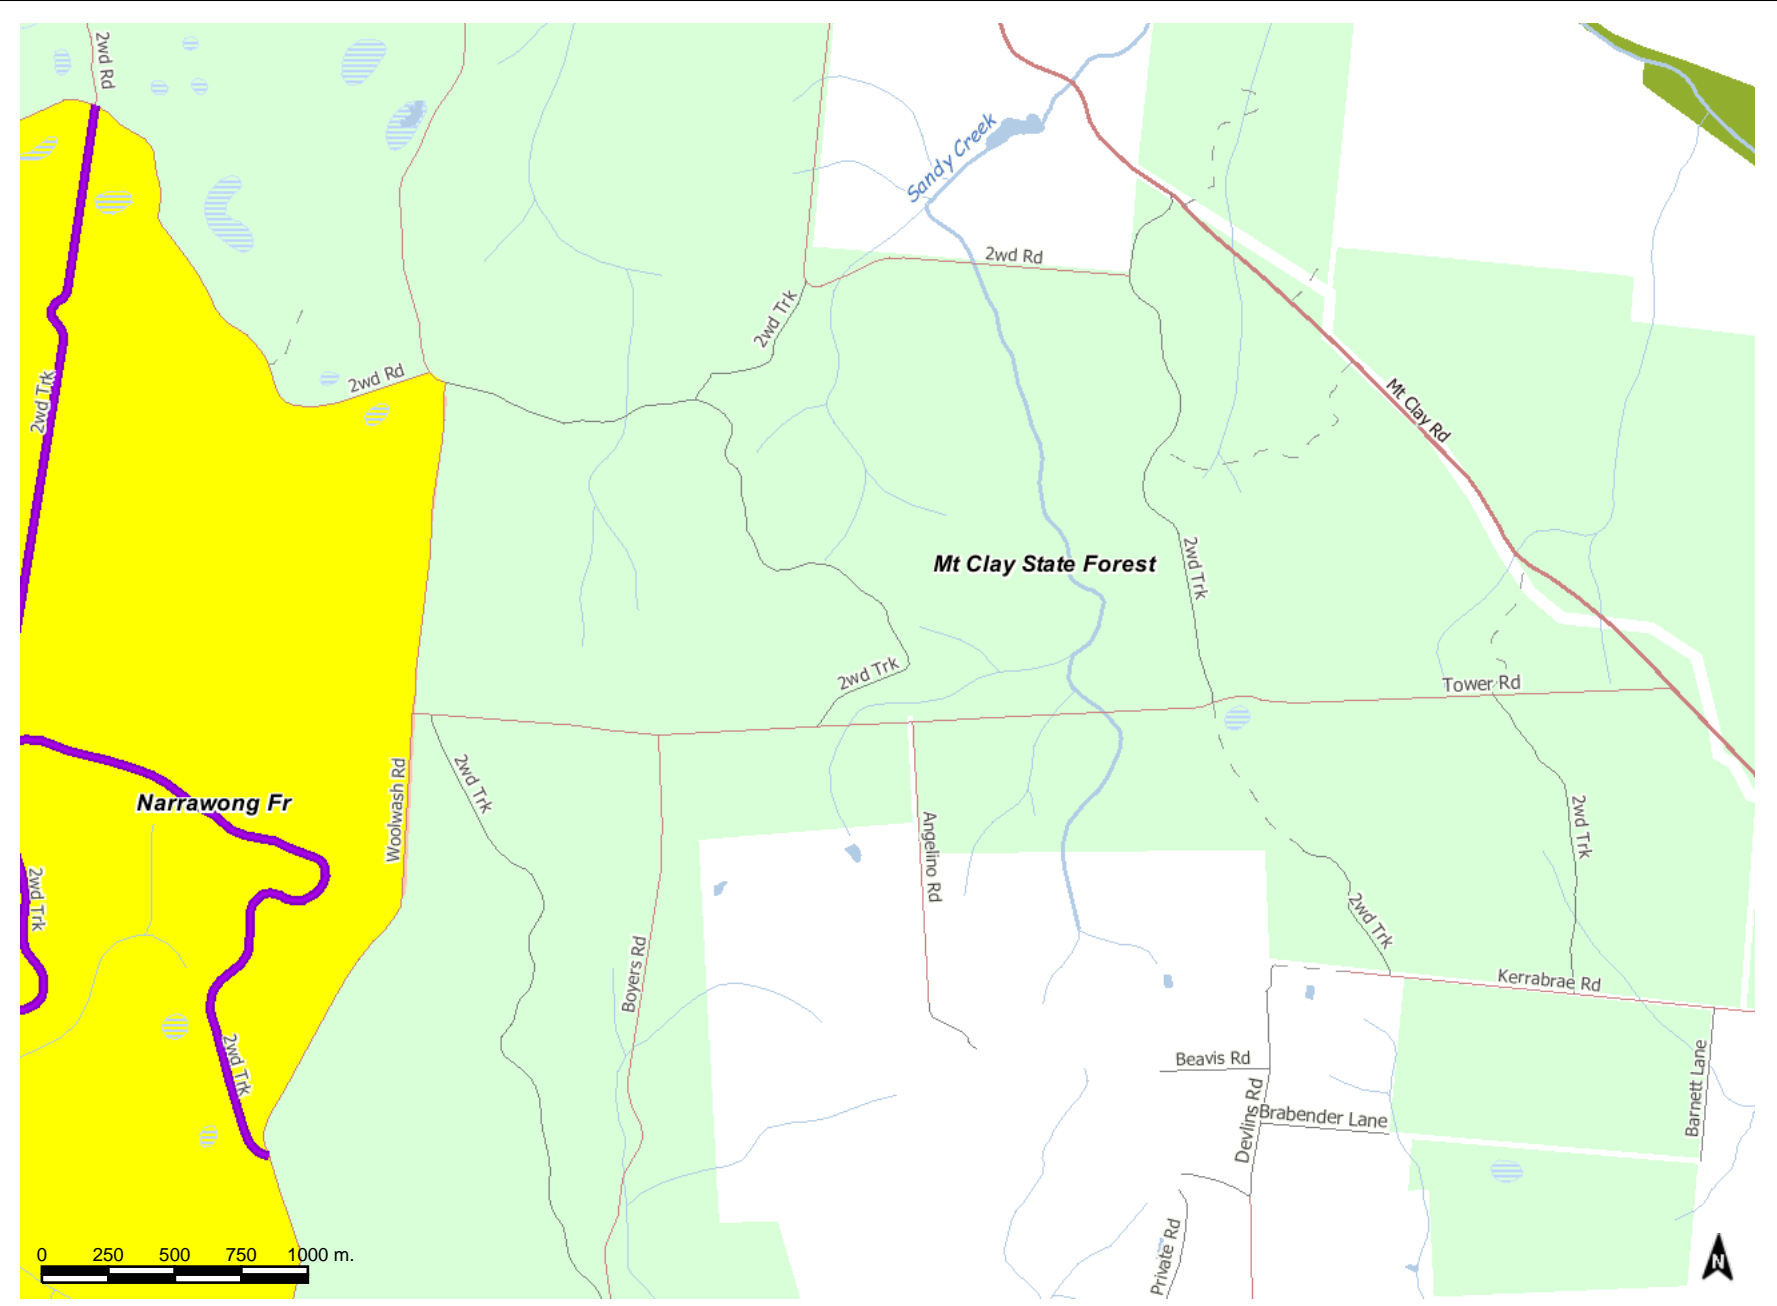 2wd Rd
Sandy Creek
2wd Rd
2wd Trk
2wd Rd
2wd Trk
Mt Clay Rd
Mt Clay State Forest
2wd Trk
2wd Trk
Tower Rd
2wd Trk
Woolwash Rd
Narrawong Fr
2wd Trk
Angelino Rd
2wd Trk
2wd Trk
Boyers Rd
Kerrabrae Rd
2wd Trk
Beavis Rd
Devlins Rd
Brabender Lane
Barnett Lane
Private Rd
0 250 500 750 1000 m.
N